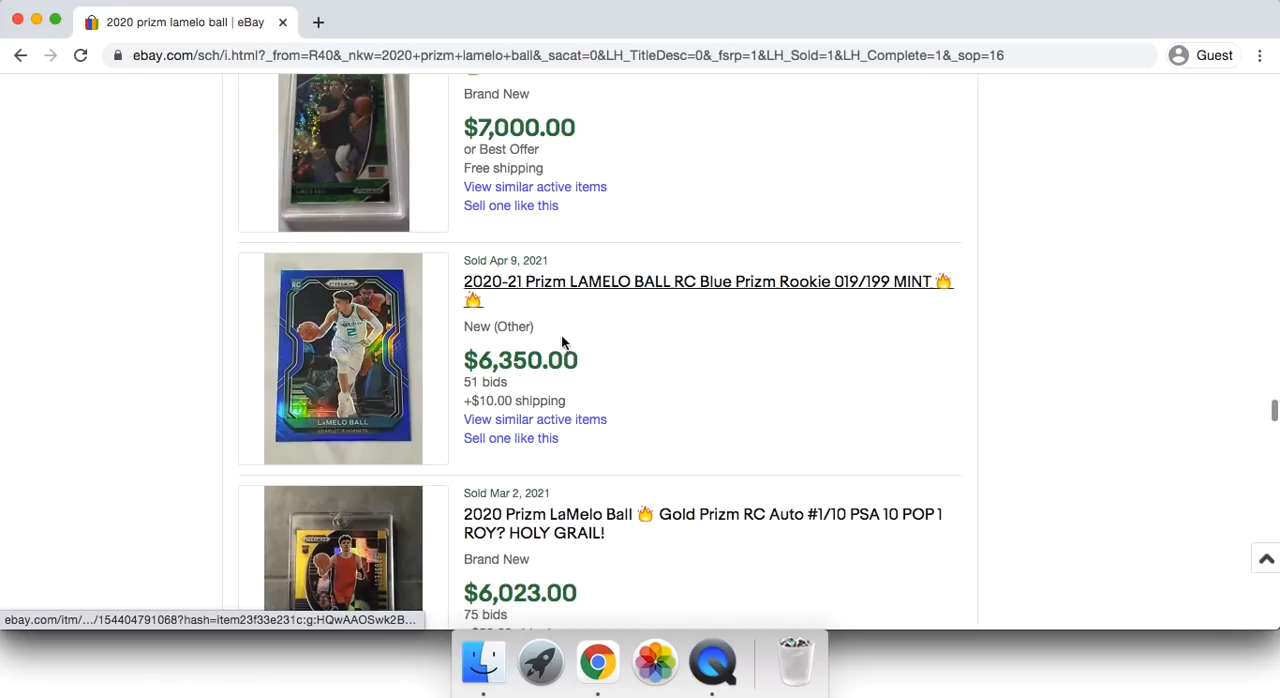 2020 prizm lamelo ball | eBay
ebay.com/sch/i.html?_from=R40&_nkw=2020+prizm+lamelo+ball&_sacat=0&LH_TitleDesc=0&_fsrp=1&LH_Sold=1&LH_Complete=1&_sop=16
Guest
Brand New
$7,000.00
or Best Offer
Free shipping
View similar active items
Sell one like this
Sold Apr 9, 2021
2020-21 Prizm LAMELO BALL RC Blue Prizm Rookie 019/199 MINT 🔥
🔥
New (Other)
$6,350.00
51 bids
+$10.00 shipping
View similar active items
Sell one like this
RC
LaMELO BALL
Sold Mar 2, 2021
2020 Prizm LaMelo Ball 🔥 Gold Prizm RC Auto #1/10 PSA 10 POP 1
ROY? HOLY GRAIL!
Brand New
$6,023.00
75 bids
ebay.com/itm/.../154404791068?hash=item23f33e231c:g:HQwAAOSwk2B...